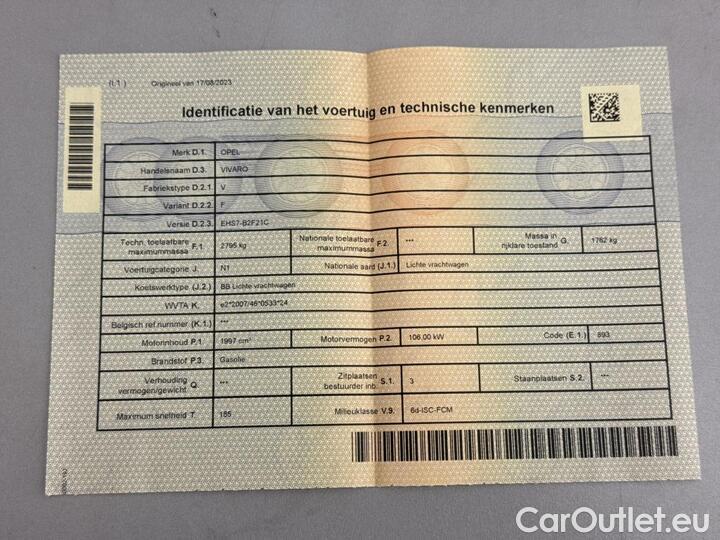 (I.1) Origineel van 17/08/2023
Identificatie van het voertuig en technische kenmerken
Merk D.1. OPEL
Handelsnaam D.3. VIVARO
Fabriekstype D.2.1. V
Variant D.2.2. F
Versie D.2.3. EHS7-B2F21C
Techn. toelaatbare maximummassa F.1 2795 kg Nationale toelaatbare maximummassa F.2. *** Massa in rijklare toestand G. 1762 kg
Voertuigcategorie J. N1 Nationale aard (J.1.) Lichte vrachtwagen
Koetswerktype (J.2.) BB Lichte vrachtwagen
WVTA K. e2*2007/46*0533*24
Belgisch ref.nummer (K.1.) ***
Motorinhoud P.1 1997 cm³ Motorvermogen P.2. 106,00 kW Code (E.1.) 893
Brandstof P.3. Gasolie
Verhouding vermogen/gewicht Q. *** Zitplaatsen bestuurder inb. S.1. 3 Staanplaatsen S.2. ***
Maximum snelheid T. 185 Milieuklasse V.9. 6d-ISC-FCM
CarOutlet.eu